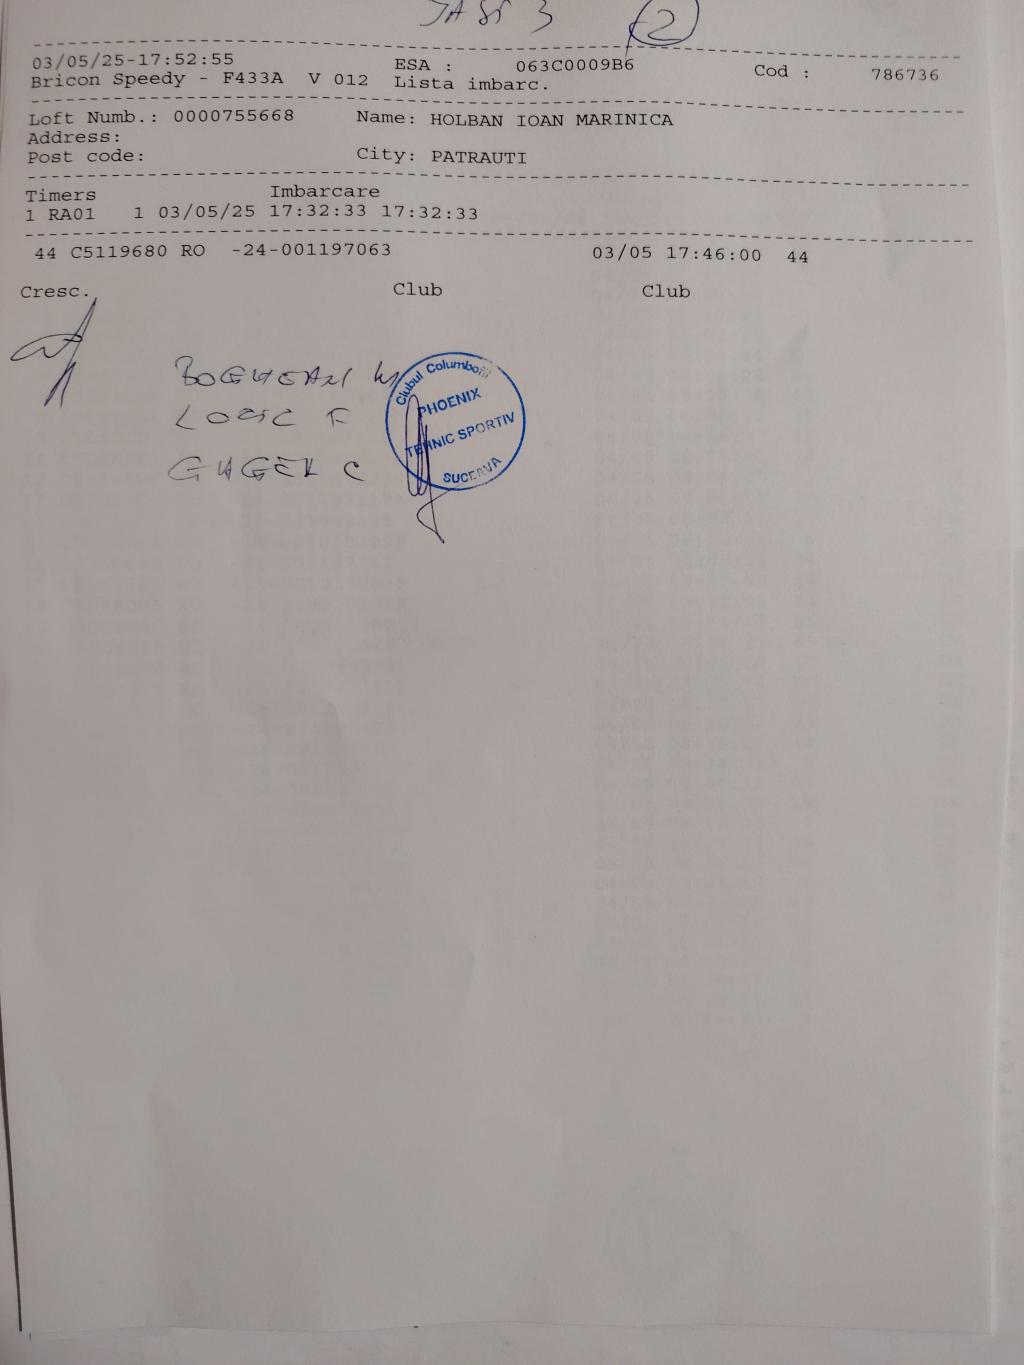 IASI 3 2
03/05/25-17:52:55 ESA : 063C0009B6 Cod : 786736
Bricon Speedy - F433A V 012 Lista imbarc.
Loft Numb.: 0000755668 Name: HOLBAN IOAN MARINICA
Address:
Post code: City: PATRAUTI
Timers Imbarcare
1 RA01 1 03/05/25 17:32:33 17:32:33
44 C5119680 RO -24-001197063 03/05 17:46:00 44
Cresc. Club Club
BOGHEAN
Clubul Columbofil
PHOENIX
TEHNIC SPORTIV
SUCEAVA